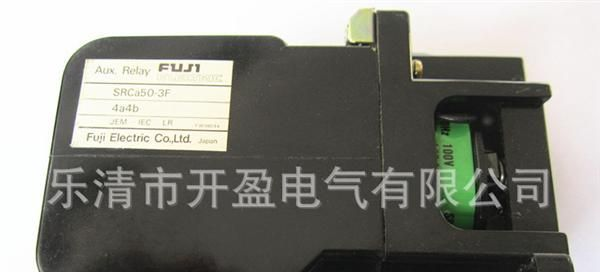 Aux. Relay FUJI ELECTRIC
SRCa50-3F
4a4b
JEM IEC LR
Fuji Electric Co.,Ltd. Japan
100V
乐清市开盈电气有限公司